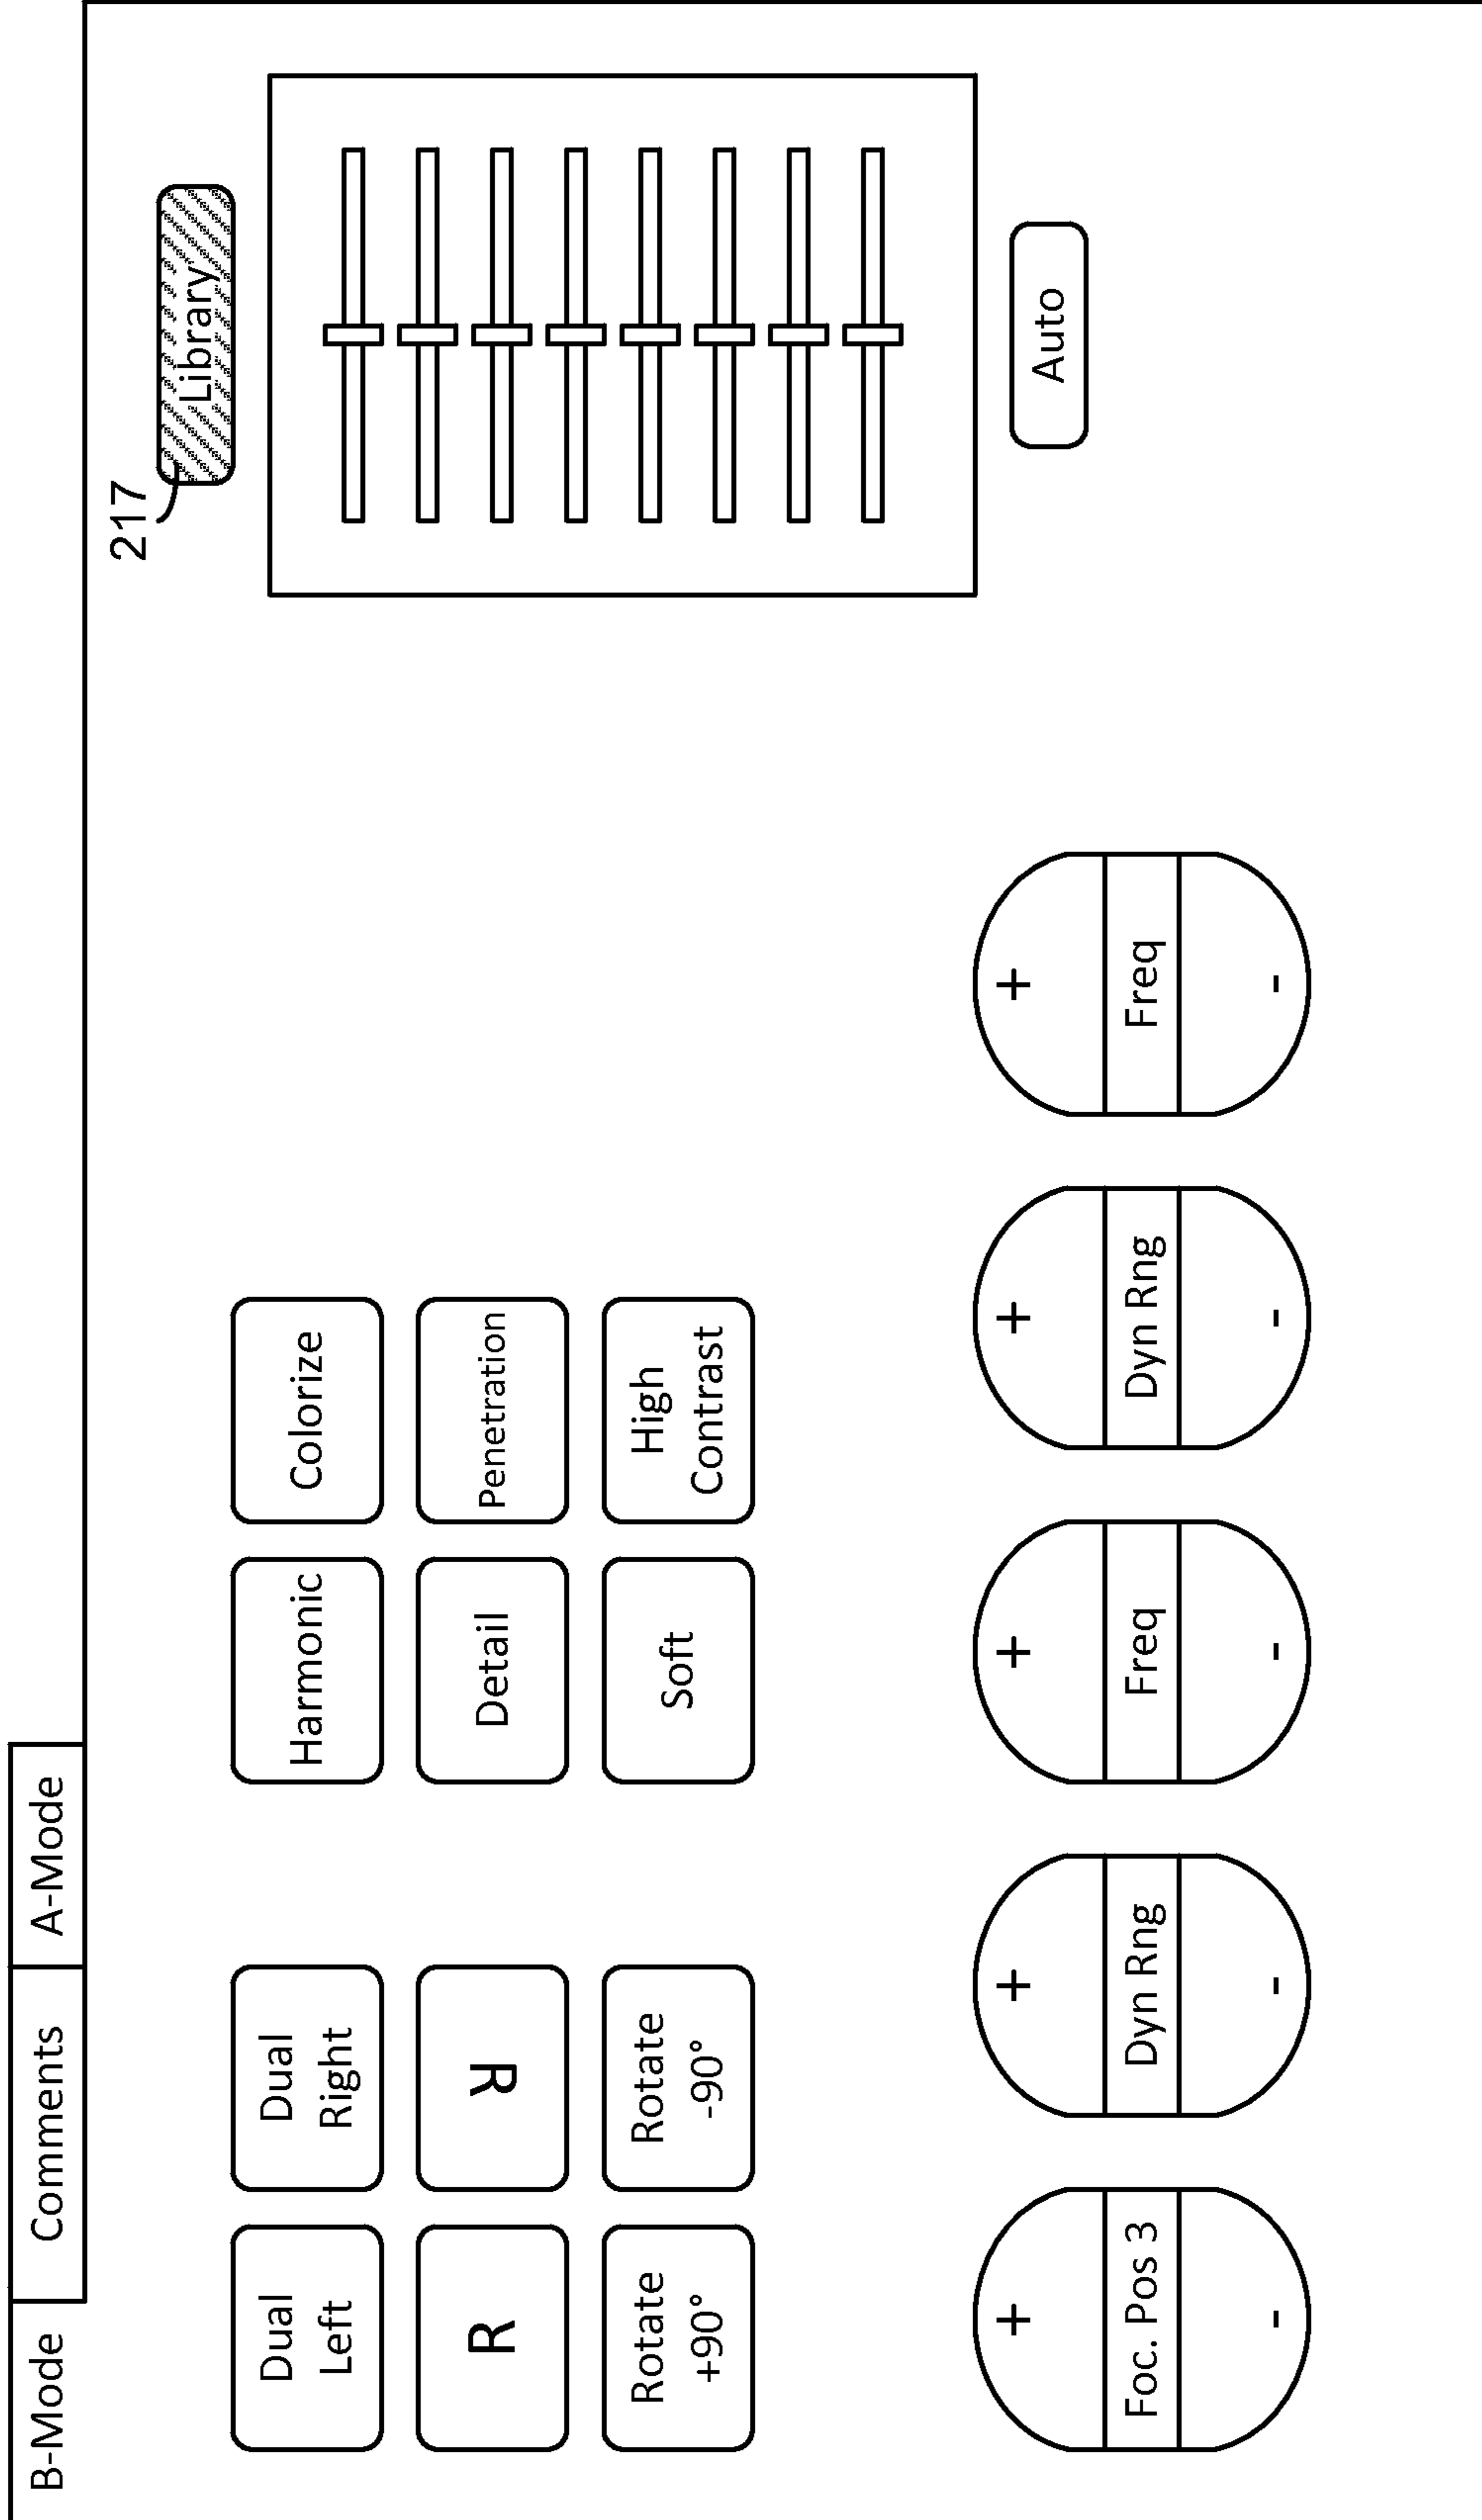 B-Mode
Comments
A-Mode
217
Library
Dual
Left
Dual
Right
Harmonic
Colorize
R
R
Detail
Penetration
Rotate
+90°
Rotate
-90°
Soft
High
Contrast
Auto
+
+
+
+
+
Foc. Pos 3
Dyn Rng
Freq
Dyn Rng
Freq
-
-
-
-
-